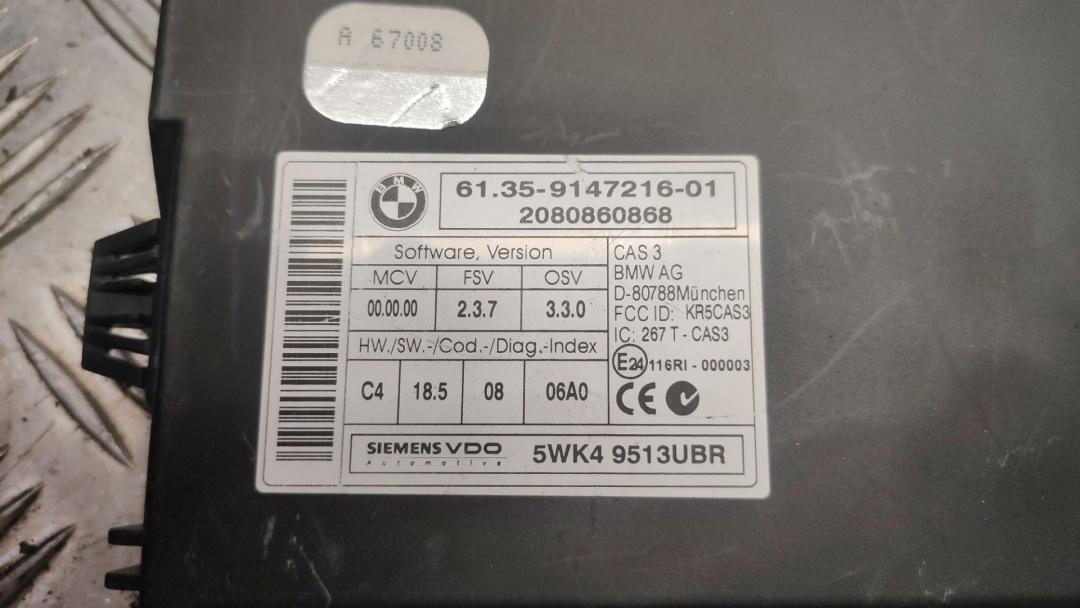 A 67008
BMW
61.35-9147216-01
2080860868
Software, Version
MCV FSV OSV
00.00.00 2.3.7 3.3.0
HW./SW.-/Cod.-/Diag.-Index
C4 18.5 08 06A0
CAS 3
BMW AG
D-80788München
FCC ID: KR5CAS3
IC: 267 T - CAS3
E24 116RI - 000003
CE
SIEMENS VDO 5WK4 9513UBR
Automotive